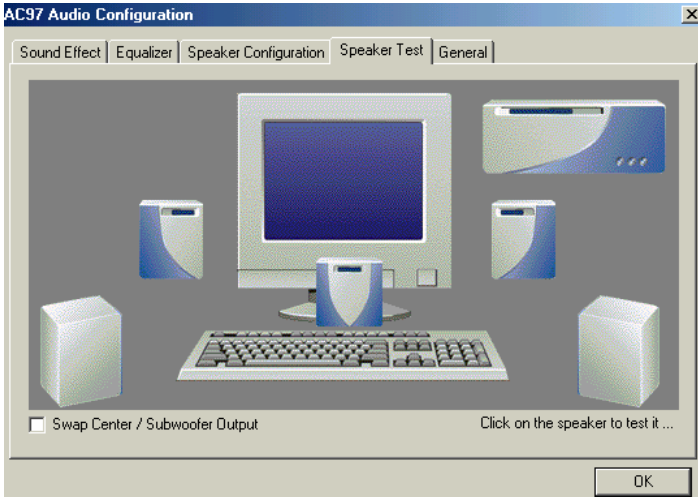 AC97 Audio Configuration
Sound Effect Equalizer Speaker Configuration Speaker Test General
Swap Center / Subwoofer Output
Click on the speaker to test it ...
OK